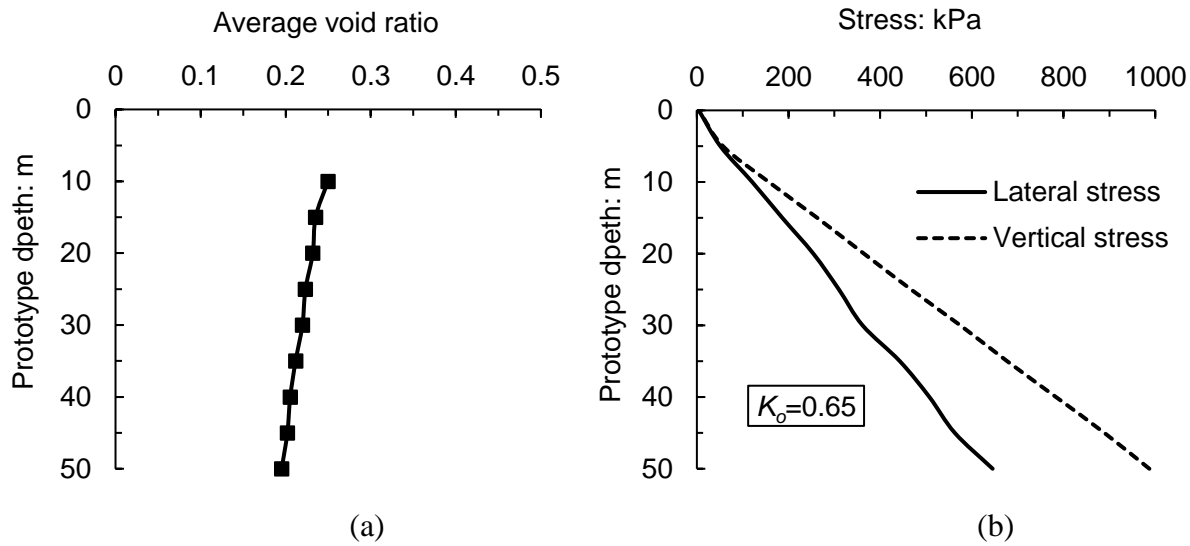 Average void ratio
0 0.1 0.2 0.3 0.4 0.5
0
10
20
30
40
50
Prototype dpeth: m
(a)
Stress: kPa
0 200 400 600 800 1000
0
10
20
30
40
50
Prototype dpeth: m
Lateral stress
Vertical stress
Ko=0.65
(b)